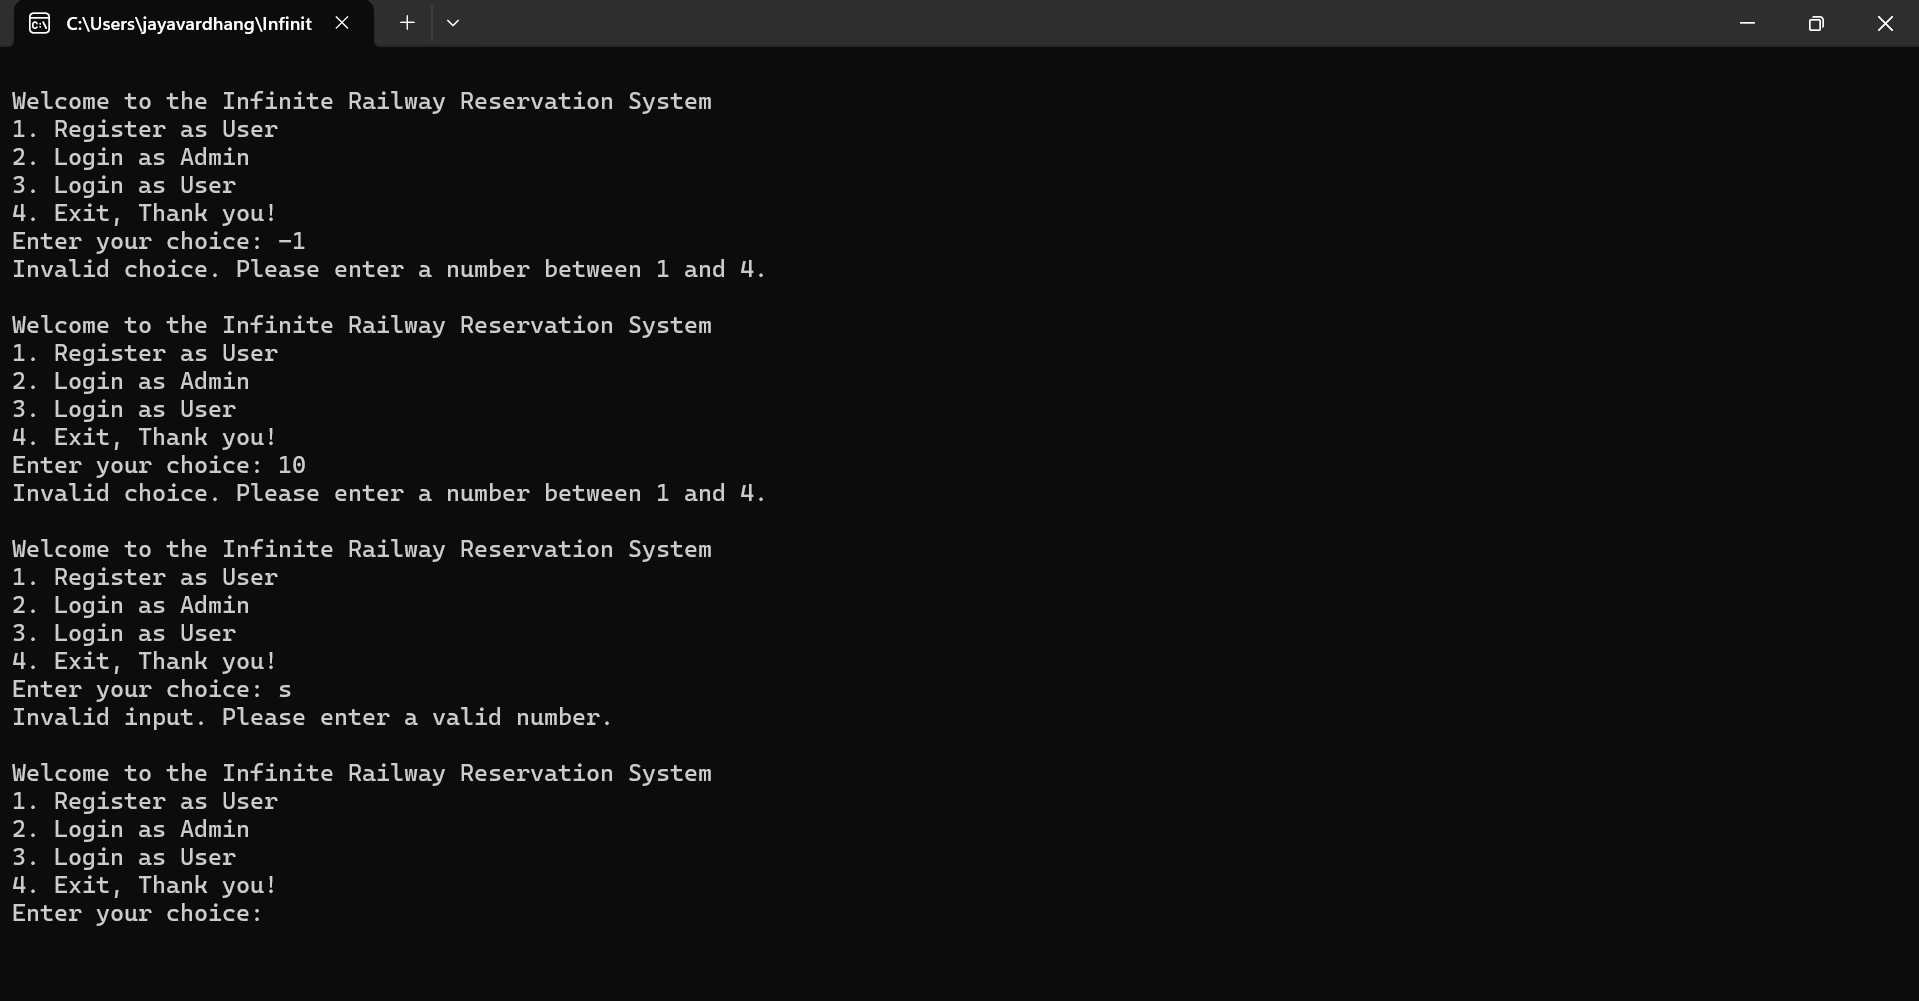 C:\Users\jayavardhang\Infinit
Welcome to the Infinite Railway Reservation System
1. Register as User
2. Login as Admin
3. Login as User
4. Exit, Thank you!
Enter your choice: -1
Invalid choice. Please enter a number between 1 and 4.
Welcome to the Infinite Railway Reservation System
1. Register as User
2. Login as Admin
3. Login as User
4. Exit, Thank you!
Enter your choice: 10
Invalid choice. Please enter a number between 1 and 4.
Welcome to the Infinite Railway Reservation System
1. Register as User
2. Login as Admin
3. Login as User
4. Exit, Thank you!
Enter your choice: s
Invalid input. Please enter a valid number.
Welcome to the Infinite Railway Reservation System
1. Register as User
2. Login as Admin
3. Login as User
4. Exit, Thank you!
Enter your choice: